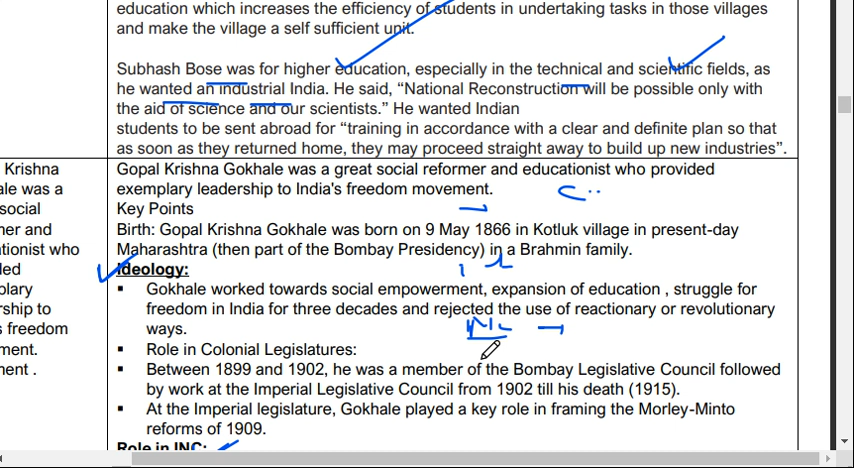 education which increases the efficiency of students in undertaking tasks in those villages
and make the village a self sufficient unit.
Subhash Bose was for higher education, especially in the technical and scientific fields, as
he wanted an industrial India. He said, “National Reconstruction will be possible only with
the aid of science and our scientists.” He wanted Indian
students to be sent abroad for “training in accordance with a clear and definite plan so that
as soon as they returned home, they may proceed straight away to build up new industries”.
Krishna
ale was a
social
ner and
tionist who
led
plary
rship to
s freedom
ment.
nent .
Gopal Krishna Gokhale was a great social reformer and educationist who provided
exemplary leadership to India's freedom movement.
Key Points
Birth: Gopal Krishna Gokhale was born on 9 May 1866 in Kotluk village in present-day
Maharashtra (then part of the Bombay Presidency) in a Brahmin family.
Ideology:
▪ Gokhale worked towards social empowerment, expansion of education , struggle for
freedom in India for three decades and rejected the use of reactionary or revolutionary
ways.
▪ Role in Colonial Legislatures:
▪ Between 1899 and 1902, he was a member of the Bombay Legislative Council followed
by work at the Imperial Legislative Council from 1902 till his death (1915).
▪ At the Imperial legislature, Gokhale played a key role in framing the Morley-Minto
reforms of 1909.
Role in INC: